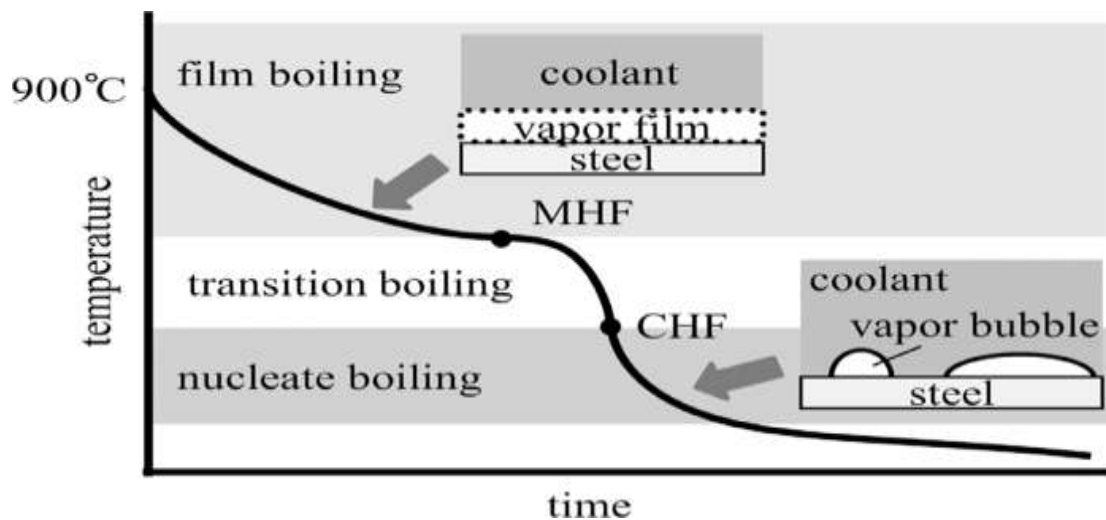 film boiling
coolant
900°C
vapor film
steel
MHF
transition boiling
coolant
CHF
vapor bubble
nucleate boiling
steel
temperature
time